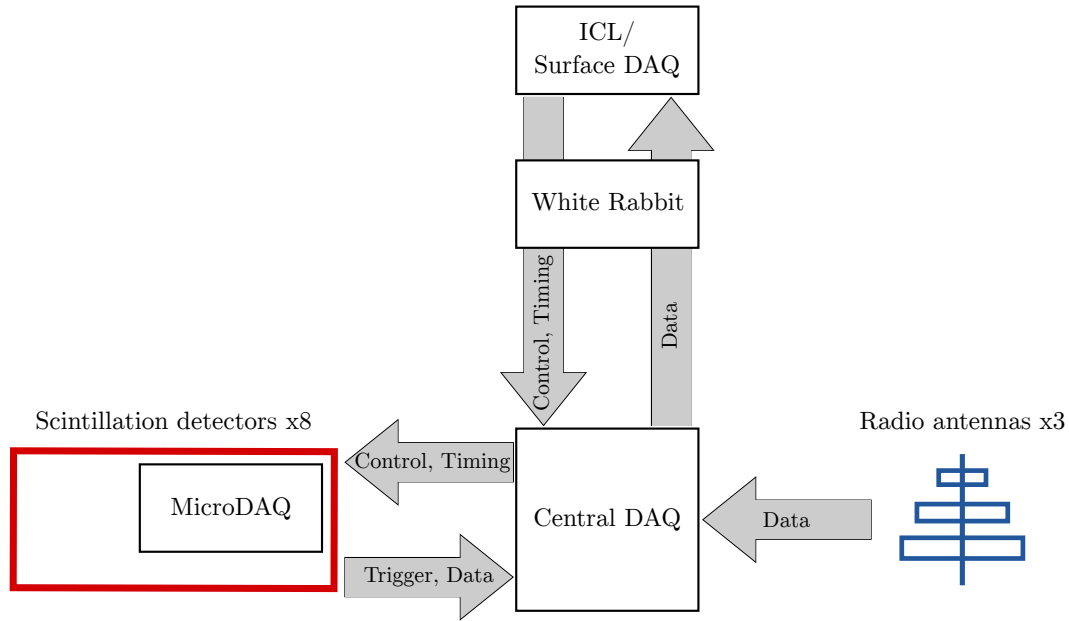 ICL/
Surface DAQ
White Rabbit
Control, Timing
Data
Scintillation detectors x8
Radio antennas x3
Control, Timing
MicroDAQ
Central DAQ
Data
Trigger, Data